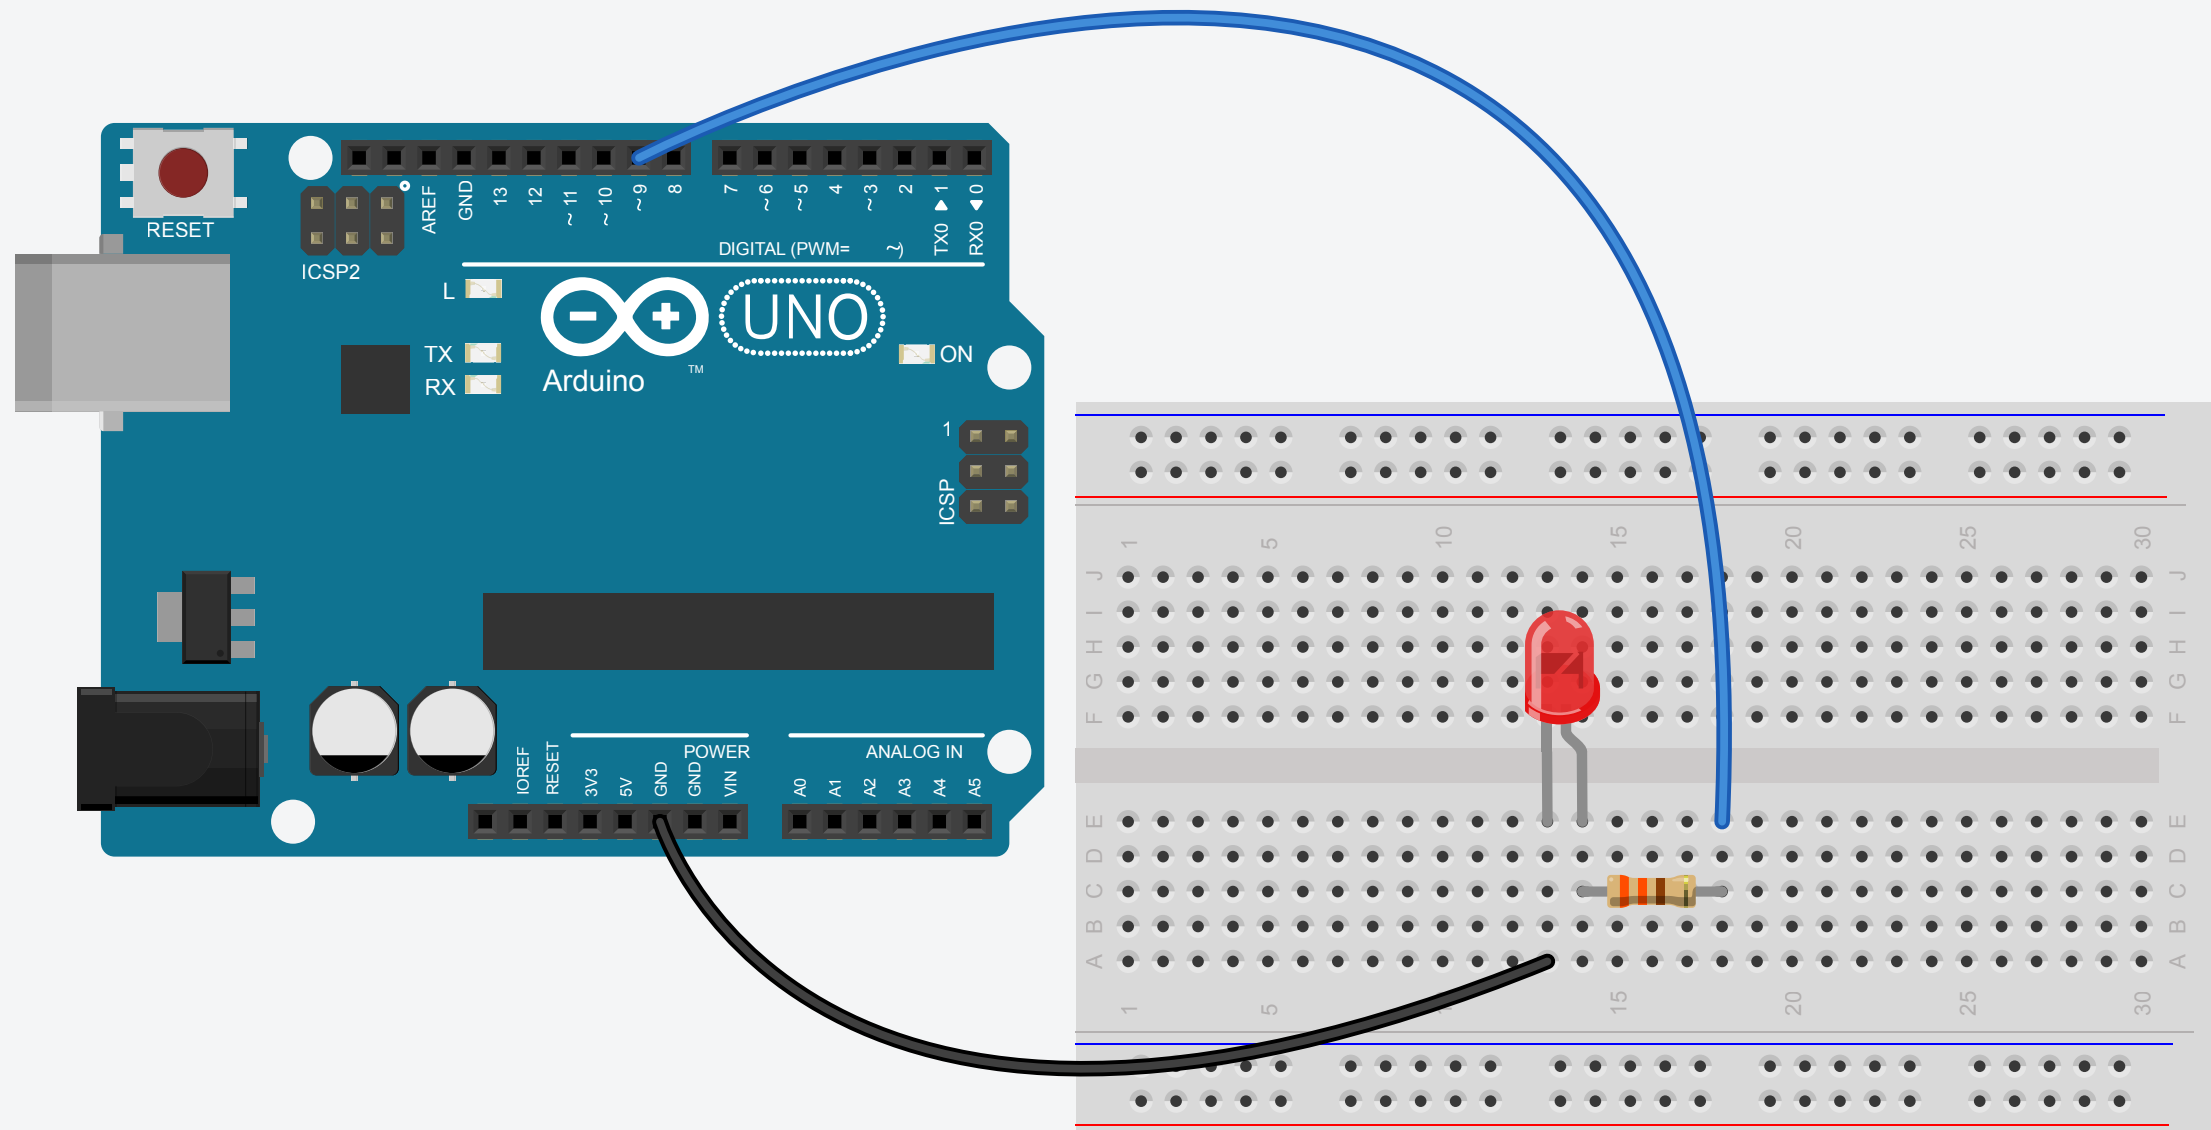 RESET
ICSP2
AREF
GND
13
12
~ 11
~ 10
~ 9
8
7
~ 6
~ 5
4
~ 3
2
TX0 ▶ 1
RX0 ◀ 0
DIGITAL (PWM= ~)
L
TX
RX
UNO
Arduino
TM
ON
1
ICSP
IOREF
RESET
3V3
5V
GND
GND
VIN
POWER
ANALOG IN
A0
A1
A2
A3
A4
A5
1 5 10 15 20 25 30
J J
I I
H H
G G
F F
E E
D D
C C
B B
A A
1 5 15 20 25 30